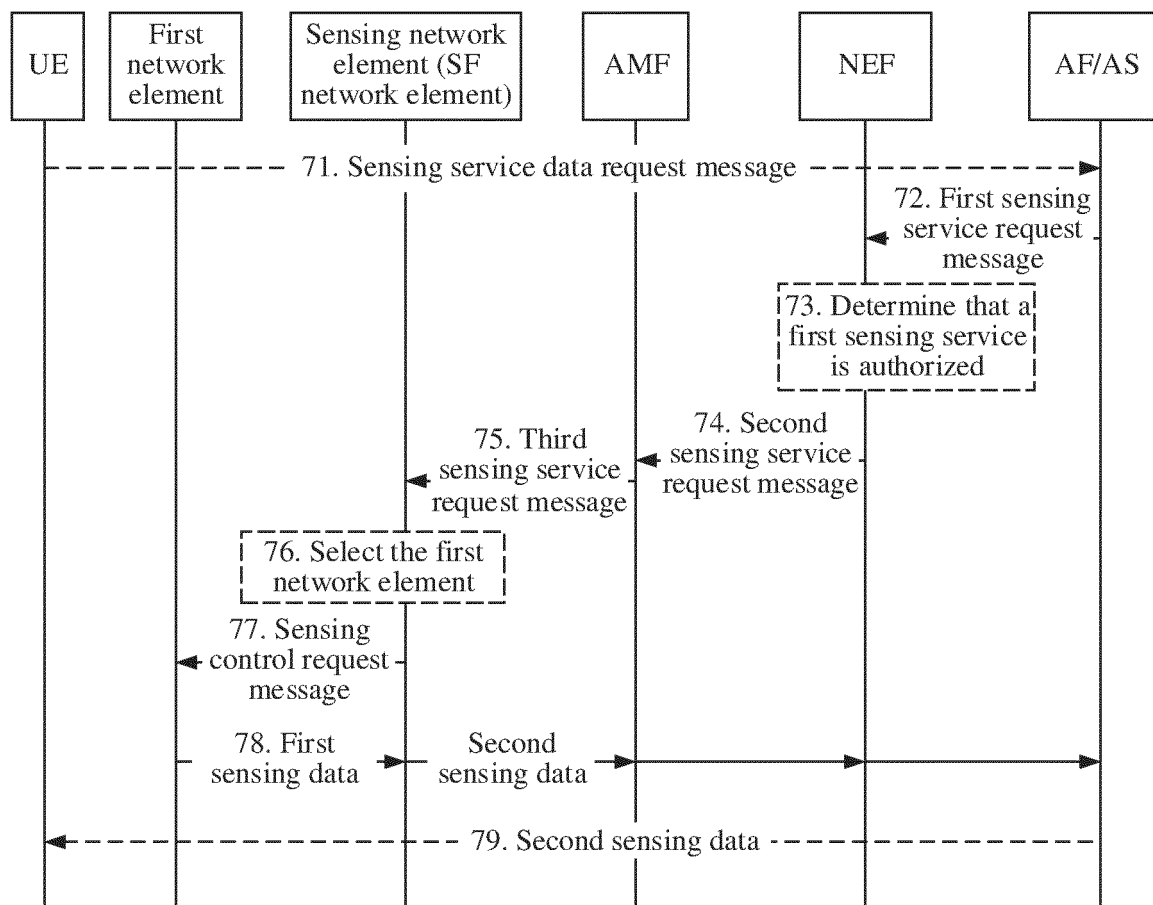 UE
First
network
element
Sensing network
element (SF
network element)
AMF
NEF
AF/AS
71. Sensing service data request message
72. First sensing
service request
message
73. Determine that a
first sensing service
is authorized
74. Second
sensing service
request message
75. Third
sensing service
request message
76. Select the first
network element
77. Sensing
control request
message
78. First
sensing data
Second
sensing data
79. Second sensing data